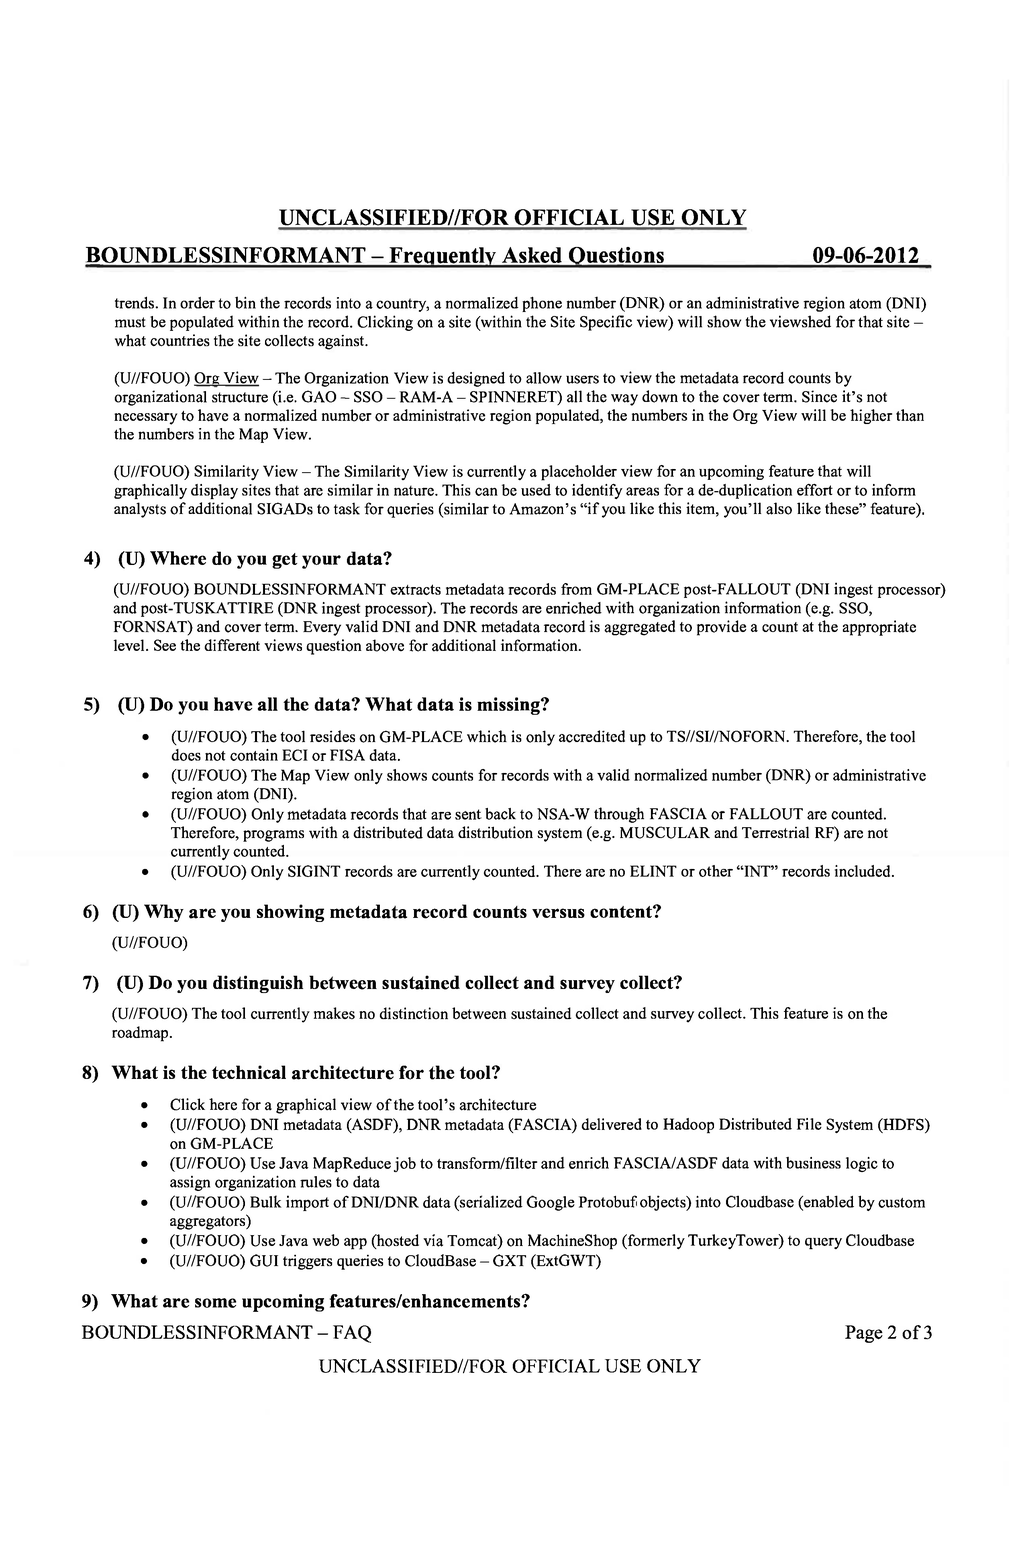 UNCLASSIFIED//FOR OFFICIAL USE ONLY
BOUNDLESSINFORMANT – Frequently Asked Questions 09-06-2012
trends. In order to bin the records into a country, a normalized phone number (DNR) or an administrative region atom (DNI)
must be populated within the record. Clicking on a site (within the Site Specific view) will show the viewshed for that site –
what countries the site collects against.
(U//FOUO) Org View – The Organization View is designed to allow users to view the metadata record counts by
organizational structure (i.e. GAO – SSO – RAM-A – SPINNERET) all the way down to the cover term. Since it's not
necessary to have a normalized number or administrative region populated, the numbers in the Org View will be higher than
the numbers in the Map View.
(U//FOUO) Similarity View – The Similarity View is currently a placeholder view for an upcoming feature that will
graphically display sites that are similar in nature. This can be used to identify areas for a de-duplication effort or to inform
analysts of additional SIGADs to task for queries (similar to Amazon's “if you like this item, you'll also like these” feature).
4) (U) Where do you get your data?
(U//FOUO) BOUNDLESSINFORMANT extracts metadata records from GM-PLACE post-FALLOUT (DNI ingest processor)
and post-TUSKATTIRE (DNR ingest processor). The records are enriched with organization information (e.g. SSO,
FORNSAT) and cover term. Every valid DNI and DNR metadata record is aggregated to provide a count at the appropriate
level. See the different views question above for additional information.
5) (U) Do you have all the data? What data is missing?
• (U//FOUO) The tool resides on GM-PLACE which is only accredited up to TS//SI//NOFORN. Therefore, the tool
does not contain ECI or FISA data.
• (U//FOUO) The Map View only shows counts for records with a valid normalized number (DNR) or administrative
region atom (DNI).
• (U//FOUO) Only metadata records that are sent back to NSA-W through FASCIA or FALLOUT are counted.
Therefore, programs with a distributed data distribution system (e.g. MUSCULAR and Terrestrial RF) are not
currently counted.
• (U//FOUO) Only SIGINT records are currently counted. There are no ELINT or other “INT” records included.
6) (U) Why are you showing metadata record counts versus content?
(U//FOUO)
7) (U) Do you distinguish between sustained collect and survey collect?
(U//FOUO) The tool currently makes no distinction between sustained collect and survey collect. This feature is on the
roadmap.
8) What is the technical architecture for the tool?
• Click here for a graphical view of the tool's architecture
• (U//FOUO) DNI metadata (ASDF), DNR metadata (FASCIA) delivered to Hadoop Distributed File System (HDFS)
on GM-PLACE
• (U//FOUO) Use Java MapReduce job to transform/filter and enrich FASCIA/ASDF data with business logic to
assign organization rules to data
• (U//FOUO) Bulk import of DNI/DNR data (serialized Google Protobuf objects) into Cloudbase (enabled by custom
aggregators)
• (U//FOUO) Use Java web app (hosted via Tomcat) on MachineShop (formerly TurkeyTower) to query Cloudbase
• (U//FOUO) GUI triggers queries to CloudBase – GXT (ExtGWT)
9) What are some upcoming features/enhancements?
BOUNDLESSINFORMANT – FAQ Page 2 of 3
UNCLASSIFIED//FOR OFFICIAL USE ONLY